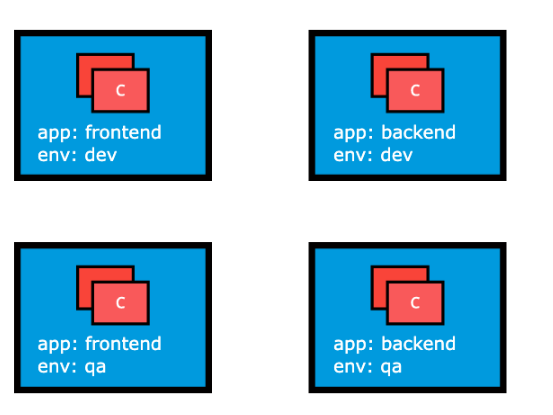 C
app: frontend
env: dev
C
app: backend
env: dev
C
app: frontend
env: qa
C
app: backend
env: qa